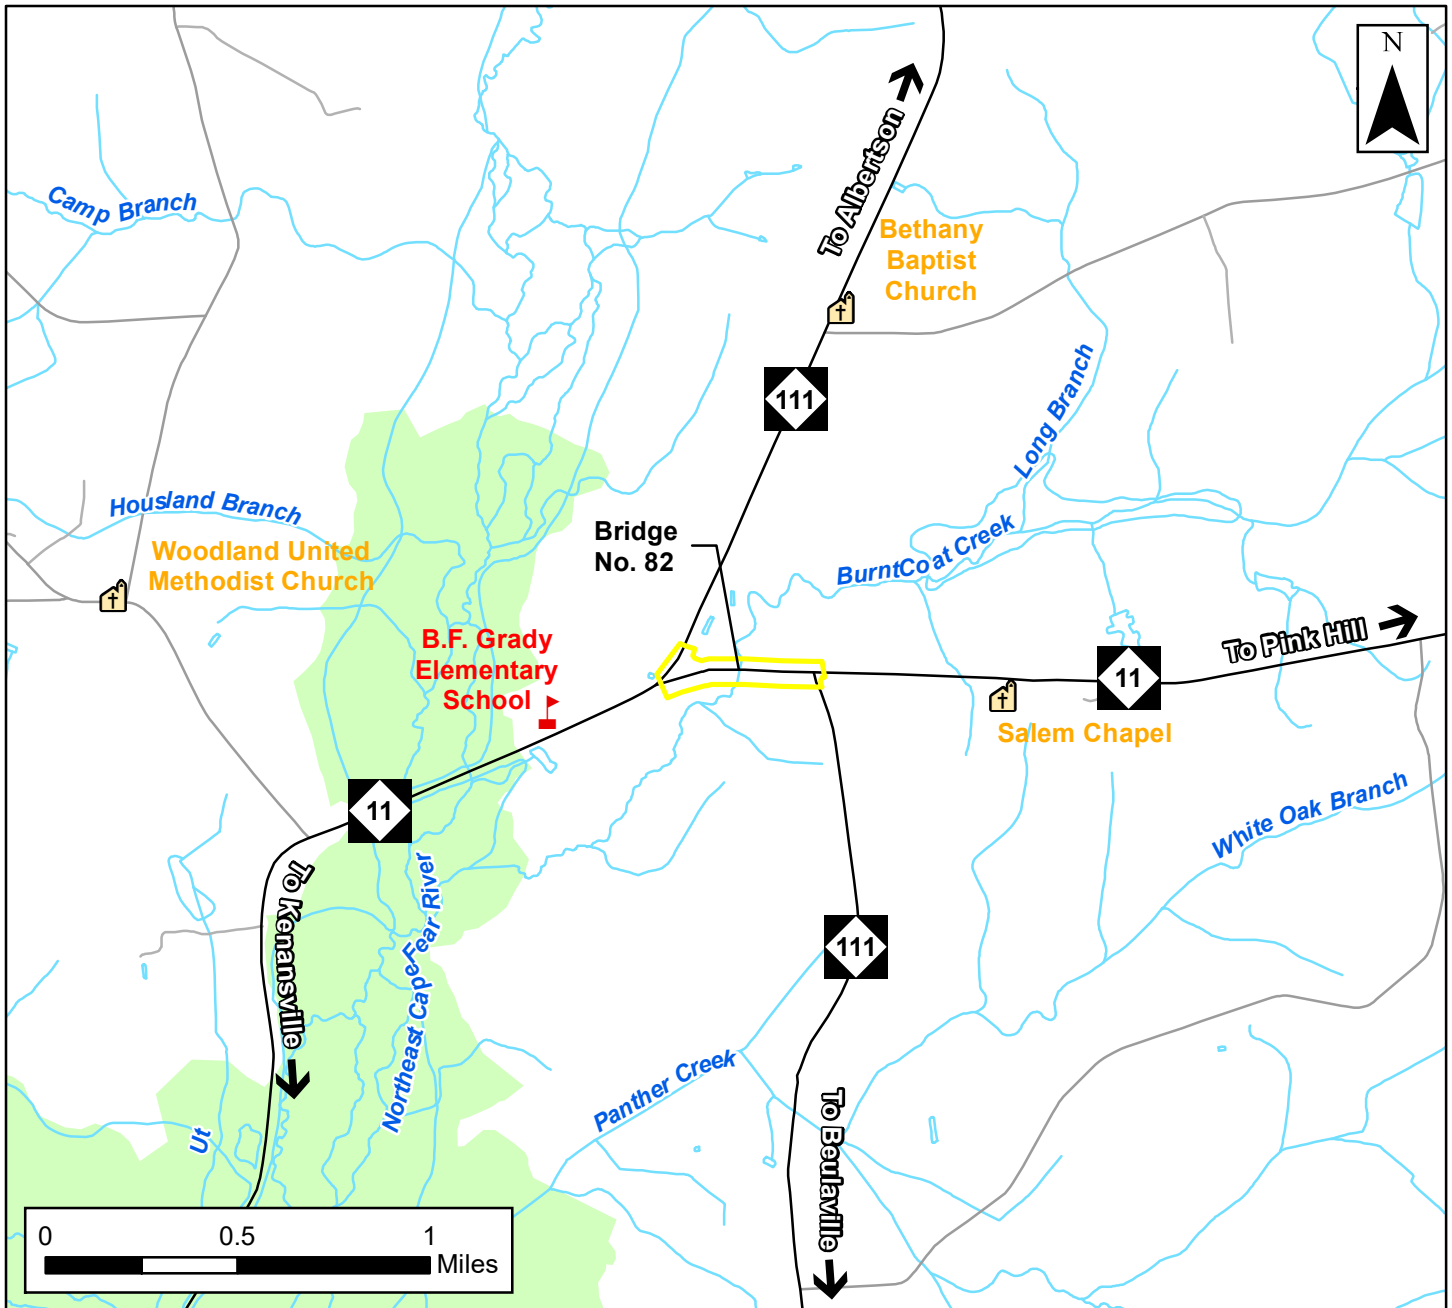 N
To Albertson
Camp Branch
Bethany
Baptist
Church
111
Long Branch
Housland Branch
Bridge
No. 82
BurntCoat Creek
Woodland United
Methodist Church
B.F. Grady
Elementary
School
To Pink Hill
11
Salem Chapel
11
White Oak Branch
To Kenansville
Northeast Cape Fear River
111
Panther Creek
Ut
To Beulaville
0 0.5 1
Miles